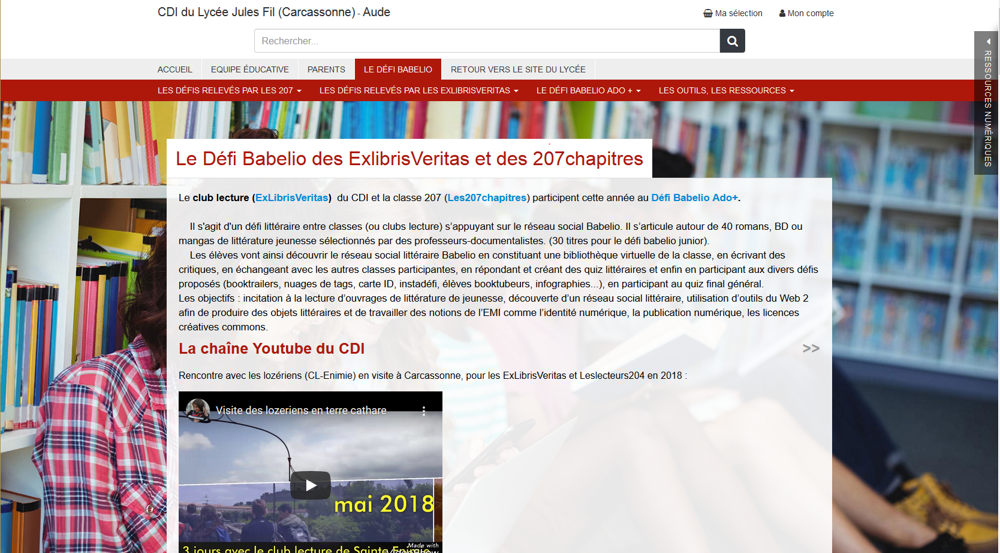 CDI du Lycée Jules Fil (Carcassonne) - Aude
Ma sélection
Mon compte
Rechercher...
ACCUEIL
EQUIPE ÉDUCATIVE
PARENTS
LE DÉFI BABELIO
RETOUR VERS LE SITE DU LYCÉE
LES DÉFIS RELEVÉS PAR LES 207
LES DÉFIS RELEVÉS PAR LES EXLIBRISVERITAS
LE DÉFI BABELIO ADO +
LES OUTILS, LES RESSOURCES
RESSOURCES NUMÉRIQUES
Le Défi Babelio des ExlibrisVeritas et des 207chapitres
Le club lecture (ExLibrisVeritas) du CDI et la classe 207 (Les207chapitres) participent cette année au Défi Babelio Ado+.
Il s'agit d'un défi littéraire entre classes (ou clubs lecture) s’appuyant sur le réseau social Babelio. Il s’articule autour de 40 romans, BD ou
mangas de littérature jeunesse sélectionnés par des professeurs-documentalistes. (30 titres pour le défi babelio junior).
Les élèves vont ainsi découvrir le réseau social littéraire Babelio en constituant une bibliothèque virtuelle de la classe, en écrivant des
critiques, en échangeant avec les autres classes participantes, en répondant et créant des quiz littéraires et enfin en participant aux divers défis
proposés (booktrailers, nuages de tags, carte ID, instadéfi, élèves booktubeurs, infographies...), en participant au quiz final général.
Les objectifs : incitation à la lecture d’ouvrages de littérature de jeunesse, découverte d’un réseau social littéraire, utilisation d’outils du Web 2
afin de produire des objets littéraires et de travailler des notions de l’EMI comme l’identité numérique, la publication numérique, les licences
créatives commons.
La chaîne Youtube du CDI
>>
Rencontre avec les lozériens (CL-Enimie) en visite à Carcassonne, pour les ExLibrisVeritas et Leslecteurs204 en 2018 :
Visite des lozeriens en terre cathare
mai 2018
Made with
3 jours avec le club lecture de Sainte Enimie